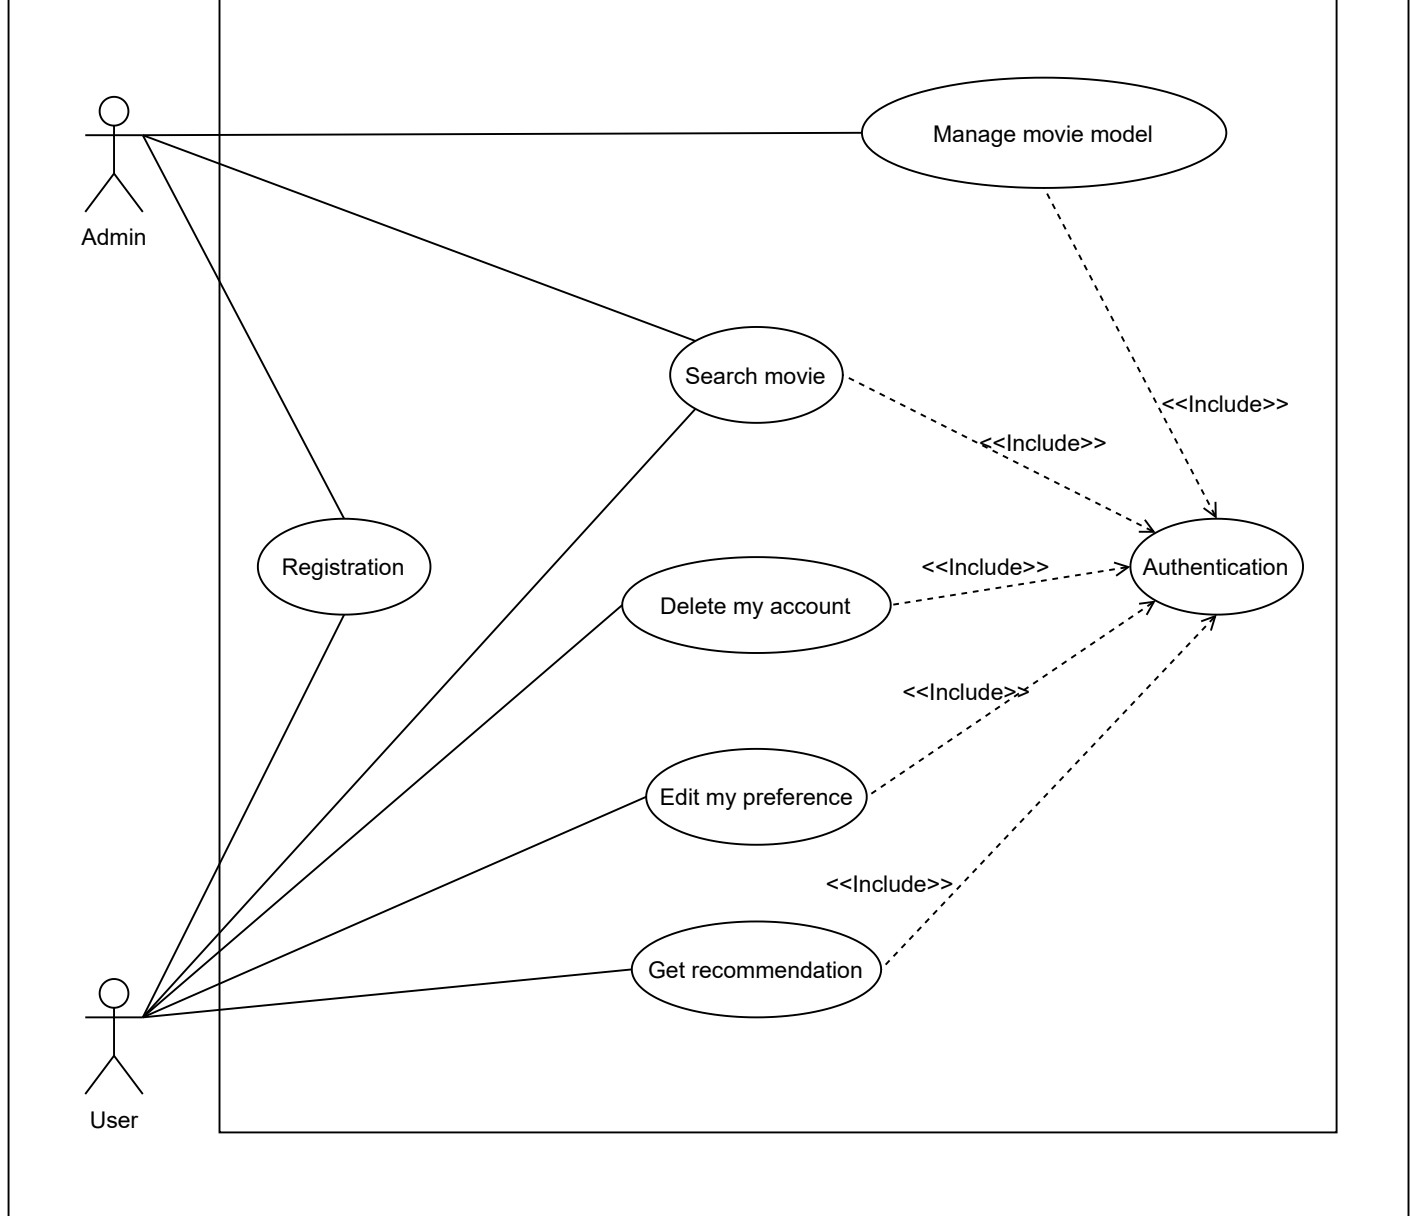 Manage movie model
Admin
Search movie
<<Include>>
<<Include>>
Registration
Delete my account
<<Include>>
Authentication
<<Include>>
Edit my preference
<<Include>>
Get recommendation
User